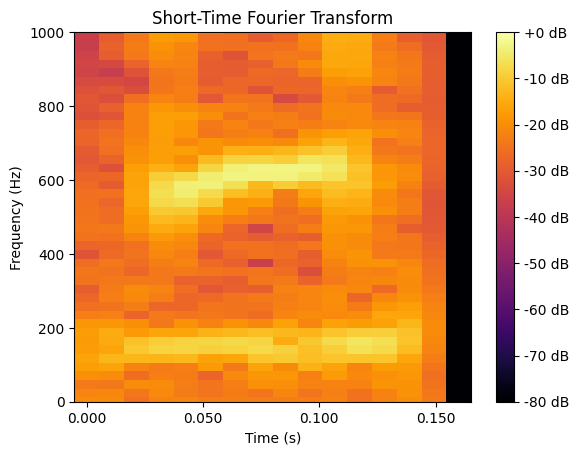 Short-Time Fourier Transform
1000
800
600
400
200
0
Frequency (Hz)
0.000
0.050
0.100
0.150
Time (s)
+0 dB
-10 dB
-20 dB
-30 dB
-40 dB
-50 dB
-60 dB
-70 dB
-80 dB